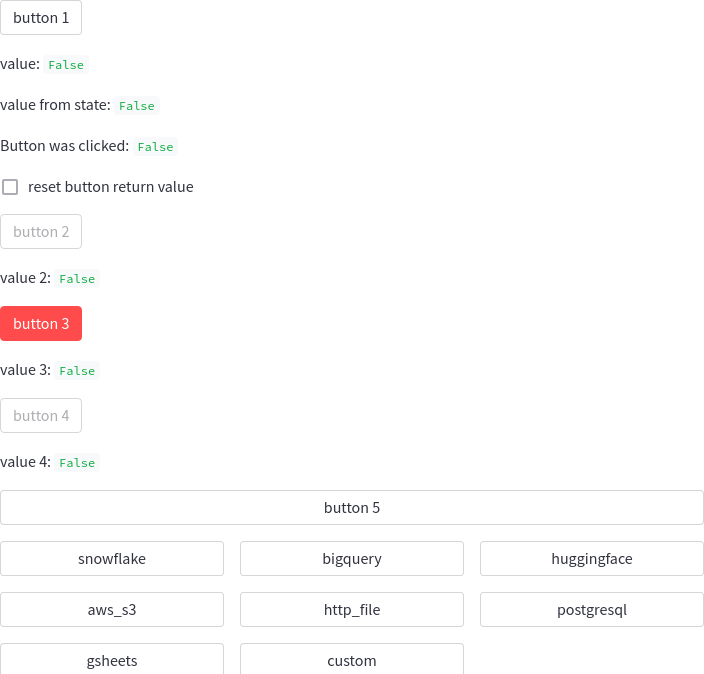 button 1
value: False
value from state: False
Button was clicked: False
reset button return value
button 2
value 2: False
button 3
value 3: False
button 4
value 4: False
button 5
snowflake bigquery huggingface
aws_s3 http_file postgresql
gsheets custom